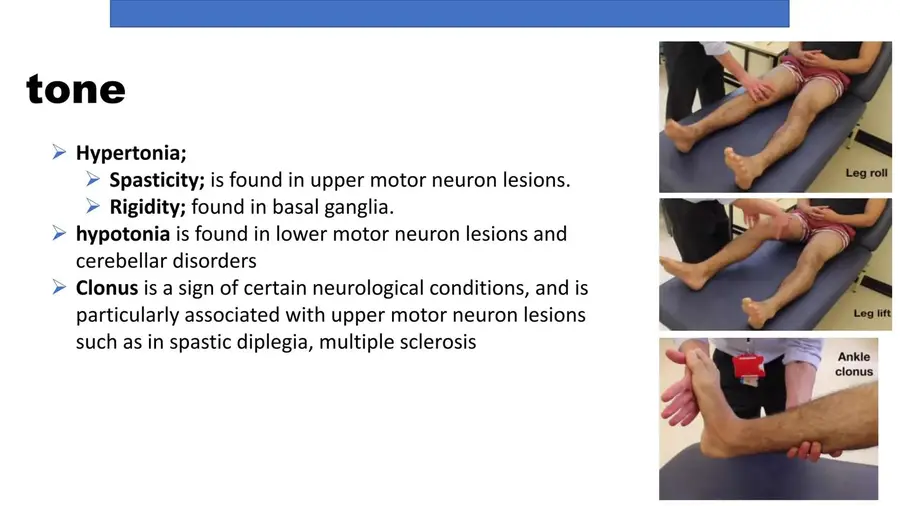 tone
Hypertonia;
Spasticity; is found in upper motor neuron lesions.
Rigidity; found in basal ganglia.
hypotonia is found in lower motor neuron lesions and
cerebellar disorders
Clonus is a sign of certain neurological conditions, and is
particularly associated with upper motor neuron lesions
such as in spastic diplegia, multiple sclerosis
Leg roll
Leg lift
Ankle
clonus